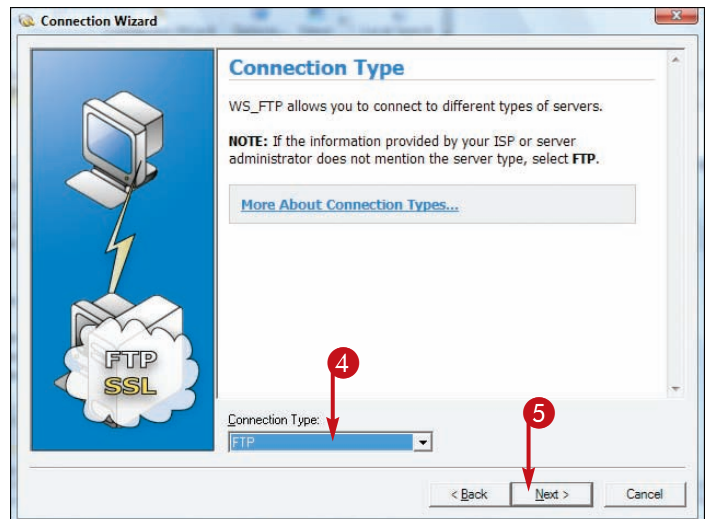 Connection Wizard
Connection Type
WS_FTP allows you to connect to different types of servers.
NOTE: If the information provided by your ISP or server
administrator does not mention the server type, select FTP.
More About Connection Types...
FTP
SSL
4
Connection Type:
FTP
5
< Back
Next >
Cancel